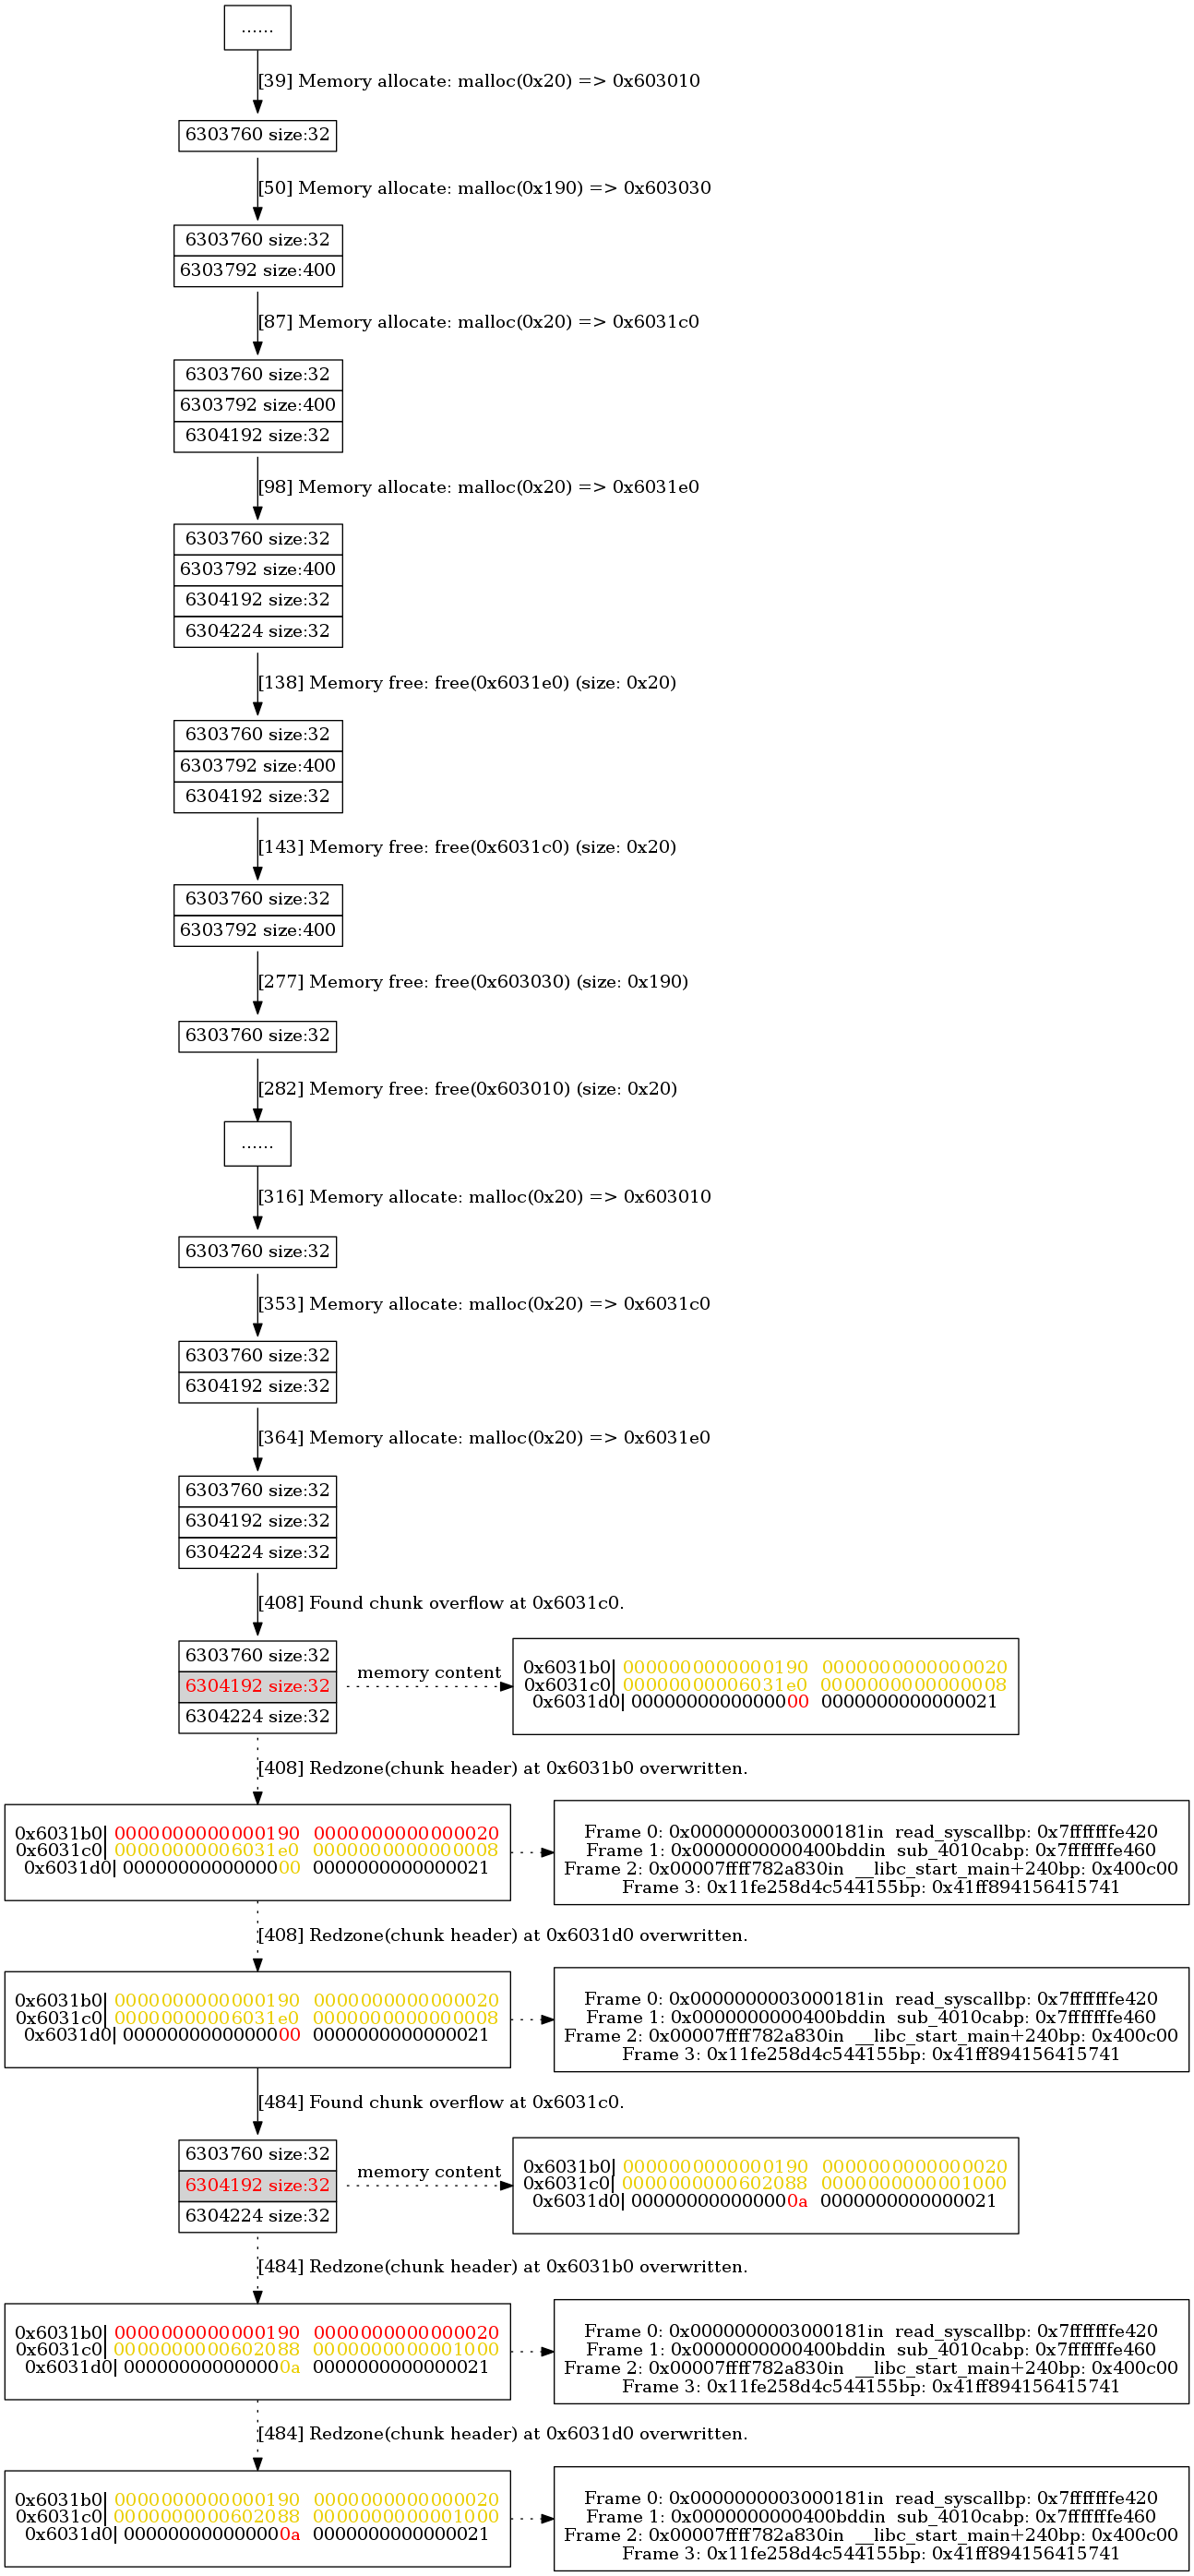 ......
[39] Memory allocate: malloc(0x20) => 0x603010
6303760 size:32
[50] Memory allocate: malloc(0x190) => 0x603030
6303760 size:32
6303792 size:400
[87] Memory allocate: malloc(0x20) => 0x6031c0
6303760 size:32
6303792 size:400
6304192 size:32
[98] Memory allocate: malloc(0x20) => 0x6031e0
6303760 size:32
6303792 size:400
6304192 size:32
6304224 size:32
[138] Memory free: free(0x6031e0) (size: 0x20)
6303760 size:32
6303792 size:400
6304192 size:32
[143] Memory free: free(0x6031c0) (size: 0x20)
6303760 size:32
6303792 size:400
[277] Memory free: free(0x603030) (size: 0x190)
6303760 size:32
[282] Memory free: free(0x603010) (size: 0x20)
......
[316] Memory allocate: malloc(0x20) => 0x603010
6303760 size:32
[353] Memory allocate: malloc(0x20) => 0x6031c0
6303760 size:32
6304192 size:32
[364] Memory allocate: malloc(0x20) => 0x6031e0
6303760 size:32
6304192 size:32
6304224 size:32
[408] Found chunk overflow at 0x6031c0.
6303760 size:32
6304192 size:32
6304224 size:32
memory content
0x6031b0| 0000000000000190 0000000000000020
0x6031c0| 00000000006031e0 0000000000000008
0x6031d0| 0000000000000000 0000000000000021
[408] Redzone(chunk header) at 0x6031b0 overwritten.
0x6031b0| 0000000000000190 0000000000000020
0x6031c0| 00000000006031e0 0000000000000008
0x6031d0| 0000000000000000 0000000000000021
Frame 0: 0x0000000003000181in read_syscallbp: 0x7fffffffe420
Frame 1: 0x0000000000400bddin sub_4010cabp: 0x7fffffffe460
Frame 2: 0x00007ffff782a830in __libc_start_main+240bp: 0x400c00
Frame 3: 0x11fe258d4c544155bp: 0x41ff894156415741
[408] Redzone(chunk header) at 0x6031d0 overwritten.
0x6031b0| 0000000000000190 0000000000000020
0x6031c0| 00000000006031e0 0000000000000008
0x6031d0| 0000000000000000 0000000000000021
Frame 0: 0x0000000003000181in read_syscallbp: 0x7fffffffe420
Frame 1: 0x0000000000400bddin sub_4010cabp: 0x7fffffffe460
Frame 2: 0x00007ffff782a830in __libc_start_main+240bp: 0x400c00
Frame 3: 0x11fe258d4c544155bp: 0x41ff894156415741
[484] Found chunk overflow at 0x6031c0.
6303760 size:32
6304192 size:32
6304224 size:32
memory content
0x6031b0| 0000000000000190 0000000000000020
0x6031c0| 0000000000602088 0000000000001000
0x6031d0| 000000000000000a 0000000000000021
[484] Redzone(chunk header) at 0x6031b0 overwritten.
0x6031b0| 0000000000000190 0000000000000020
0x6031c0| 0000000000602088 0000000000001000
0x6031d0| 000000000000000a 0000000000000021
Frame 0: 0x0000000003000181in read_syscallbp: 0x7fffffffe420
Frame 1: 0x0000000000400bddin sub_4010cabp: 0x7fffffffe460
Frame 2: 0x00007ffff782a830in __libc_start_main+240bp: 0x400c00
Frame 3: 0x11fe258d4c544155bp: 0x41ff894156415741
[484] Redzone(chunk header) at 0x6031d0 overwritten.
0x6031b0| 0000000000000190 0000000000000020
0x6031c0| 0000000000602088 0000000000001000
0x6031d0| 000000000000000a 0000000000000021
Frame 0: 0x0000000003000181in read_syscallbp: 0x7fffffffe420
Frame 1: 0x0000000000400bddin sub_4010cabp: 0x7fffffffe460
Frame 2: 0x00007ffff782a830in __libc_start_main+240bp: 0x400c00
Frame 3: 0x11fe258d4c544155bp: 0x41ff894156415741